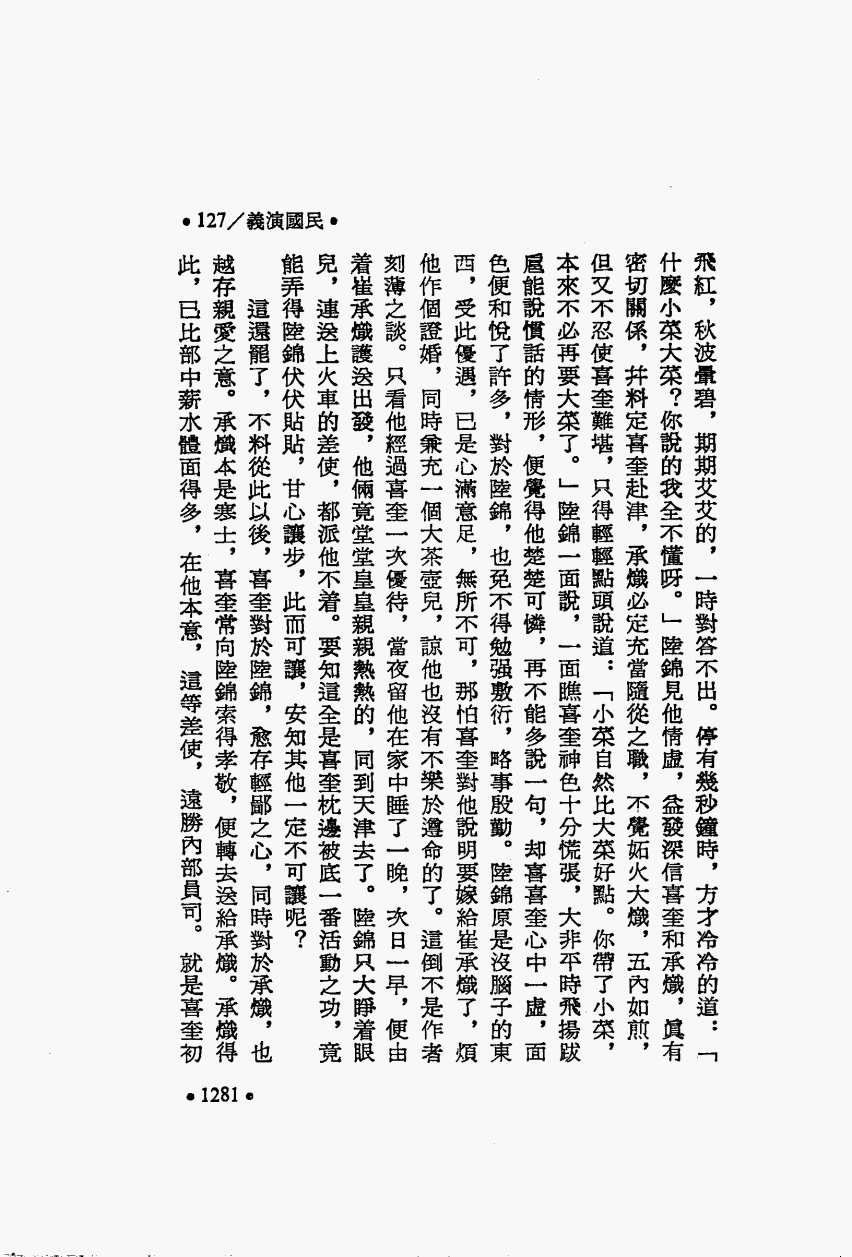 •127/義演國民•
飛紅，秋波暈碧，期期艾艾的，一時對答不出。停有幾秒鐘時，方才冷冷的道：「
什麼小菜大菜？你說的我全不懂呀。」陸錦見他情虛，益發深信喜奎和承熾，眞有
密切關係，幷料定喜奎赴津，承熾必定充當隨從之職，不覺妬火大熾，五內如煎，
但又不忍使喜奎難堪，只得輕輕點頭說道：「小菜自然比大菜好點。你帶了小菜，
本來不必再要大菜了。」陸錦一面說，一面瞧喜奎神色十分慌張，大非平時飛揚跋
扈能說慣話的情形，便覺得他楚楚可憐，再不能多說一句，却喜喜奎心中一虛，面
色便和悅了許多，對於陸錦，也免不得勉强敷衍，略事殷勤。陸錦原是沒腦子的東
西，受此優遇，已是心滿意足，無所不可，那怕喜奎對他說明要嫁給崔承熾了，煩
他作個證婚，同時兼充一個大茶壺兒，諒他也沒有不樂於遵命的了。這倒不是作者
刻薄之談。只看他經過喜奎一次優待，當夜留他在家中睡了一晚，次日一早，便由
着崔承熾護送出發，他倆竟堂堂皇皇親親熱熱的，同到天津去了。陸錦只大睜着眼
兒，連送上火車的差使，都派他不着。要知這全是喜奎枕邊被底一番活動之功，竟
能弄得陸錦伏伏貼貼，甘心讓步，此而可讓，安知其他一定不可讓呢？
這還罷了，不料從此以後，喜奎對於陸錦，愈存輕鄙之心，同時對於承熾，也
越存親愛之意。承熾本是寒士，喜奎常向陸錦索得孝敬，便轉去送給承熾。承熾得
此，已比部中薪水體面得多，在他本意，這等差使，遠勝內部員司。就是喜奎初
•1281•